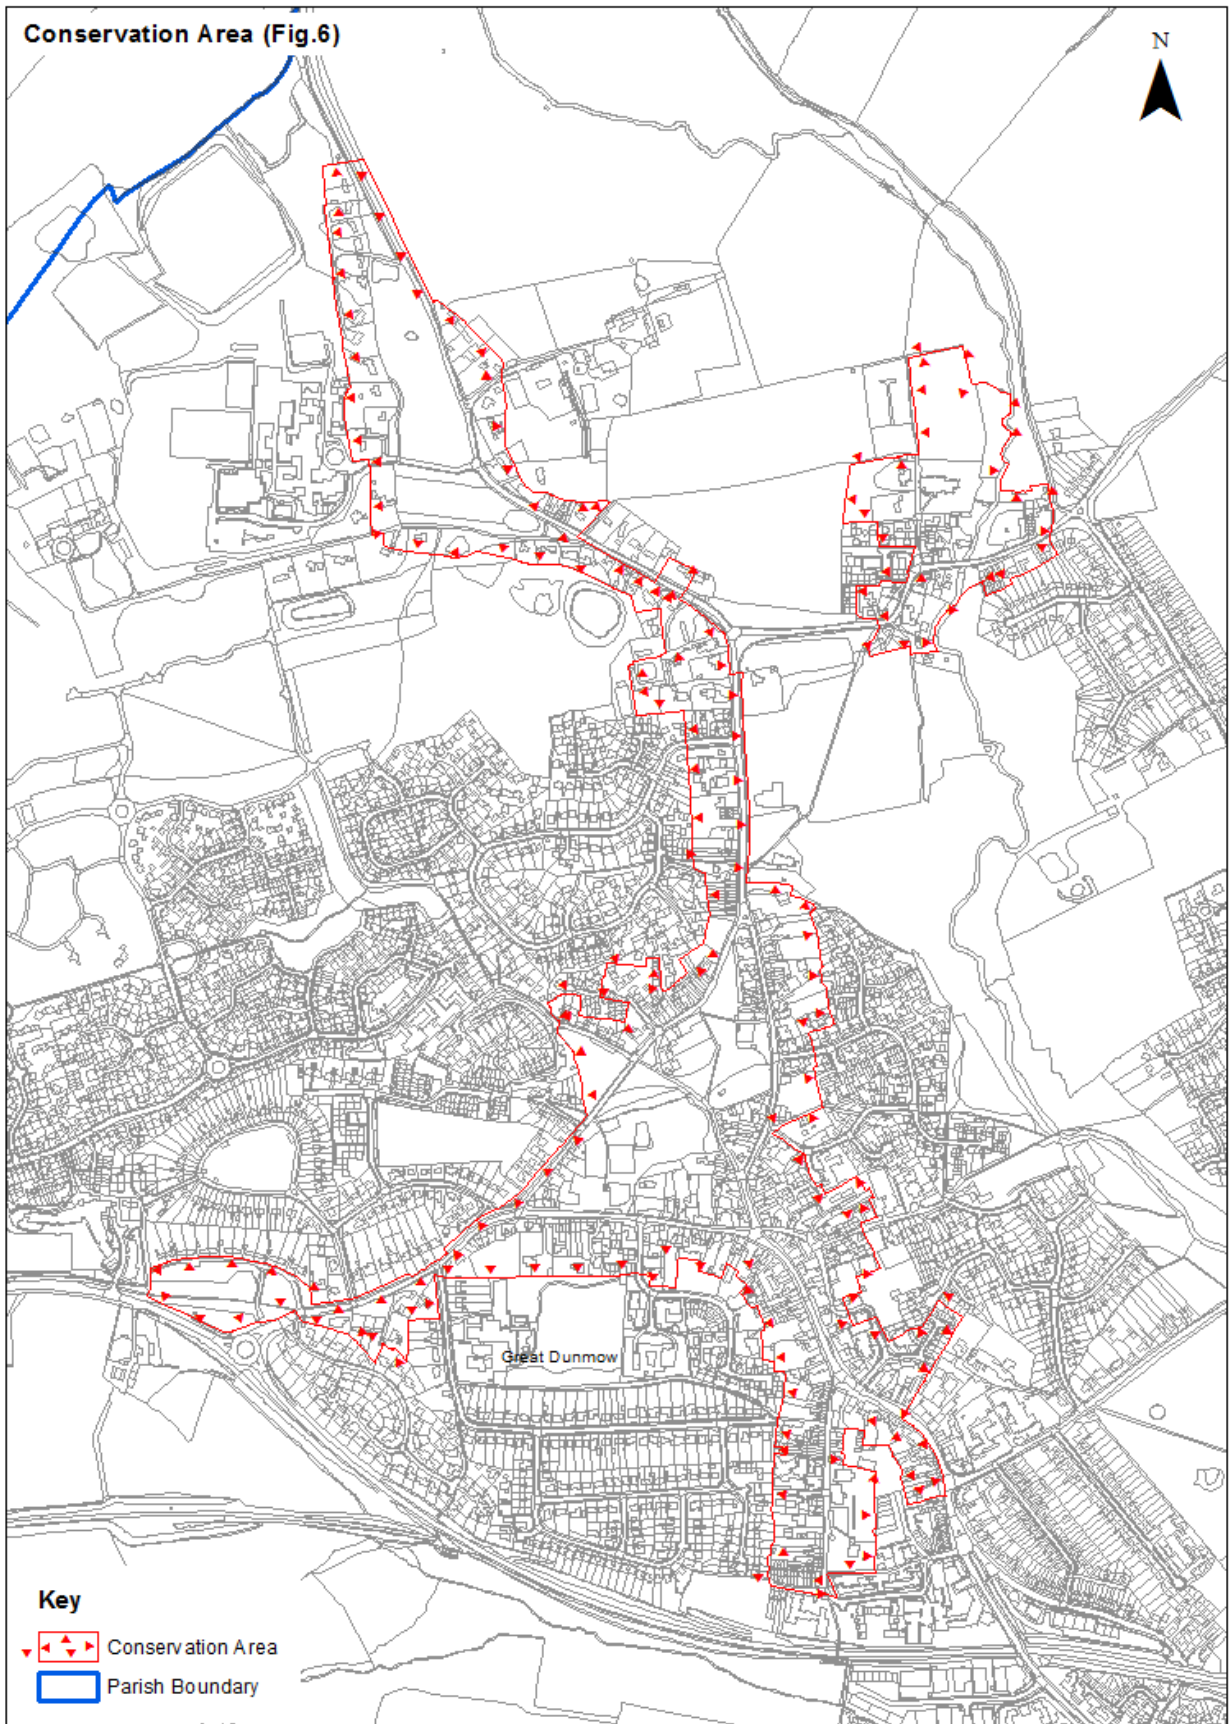 Conservation Area (Fig.6)
N
Great Dunmow
Key
Conservation Area
Parish Boundary